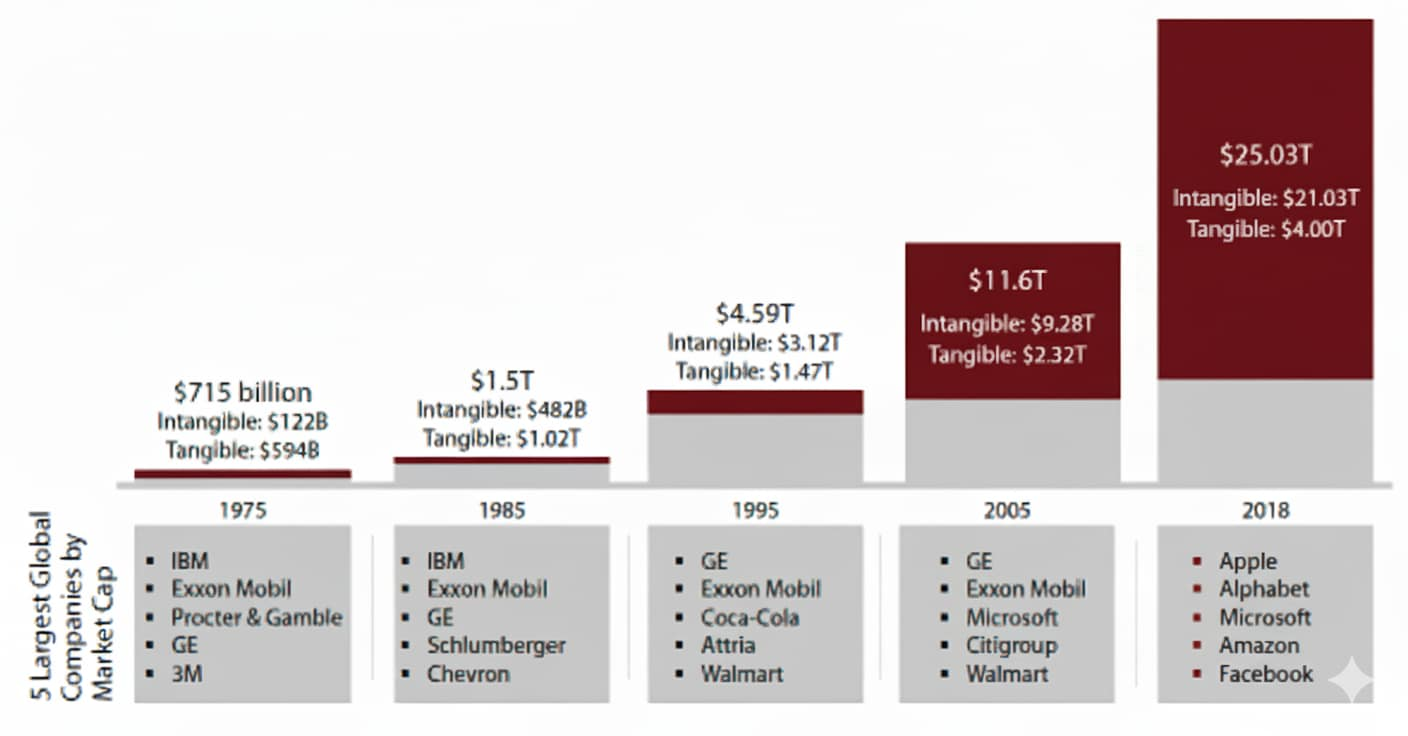 $25.03T
Intangible: $21.03T
Tangible: $4.00T
$11.6T
Intangible: $9.28T
Tangible: $2.32T
$4.59T
Intangible: $3.12T
Tangible: $1.47T
$1.5T
Intangible: $482B
Tangible: $1.02T
$715 billion
Intangible: $122B
Tangible: $594B
1975
1985
1995
2005
2018
5 Largest Global
Companies by
Market Cap
▪ IBM
▪ Exxon Mobil
▪ Procter & Gamble
▪ GE
▪ 3M
▪ IBM
▪ Exxon Mobil
▪ GE
▪ Schlumberger
▪ Chevron
▪ GE
▪ Exxon Mobil
▪ Coca-Cola
▪ Attria
▪ Walmart
▪ GE
▪ Exxon Mobil
▪ Microsoft
▪ Citigroup
▪ Walmart
▪ Apple
▪ Alphabet
▪ Microsoft
▪ Amazon
▪ Facebook